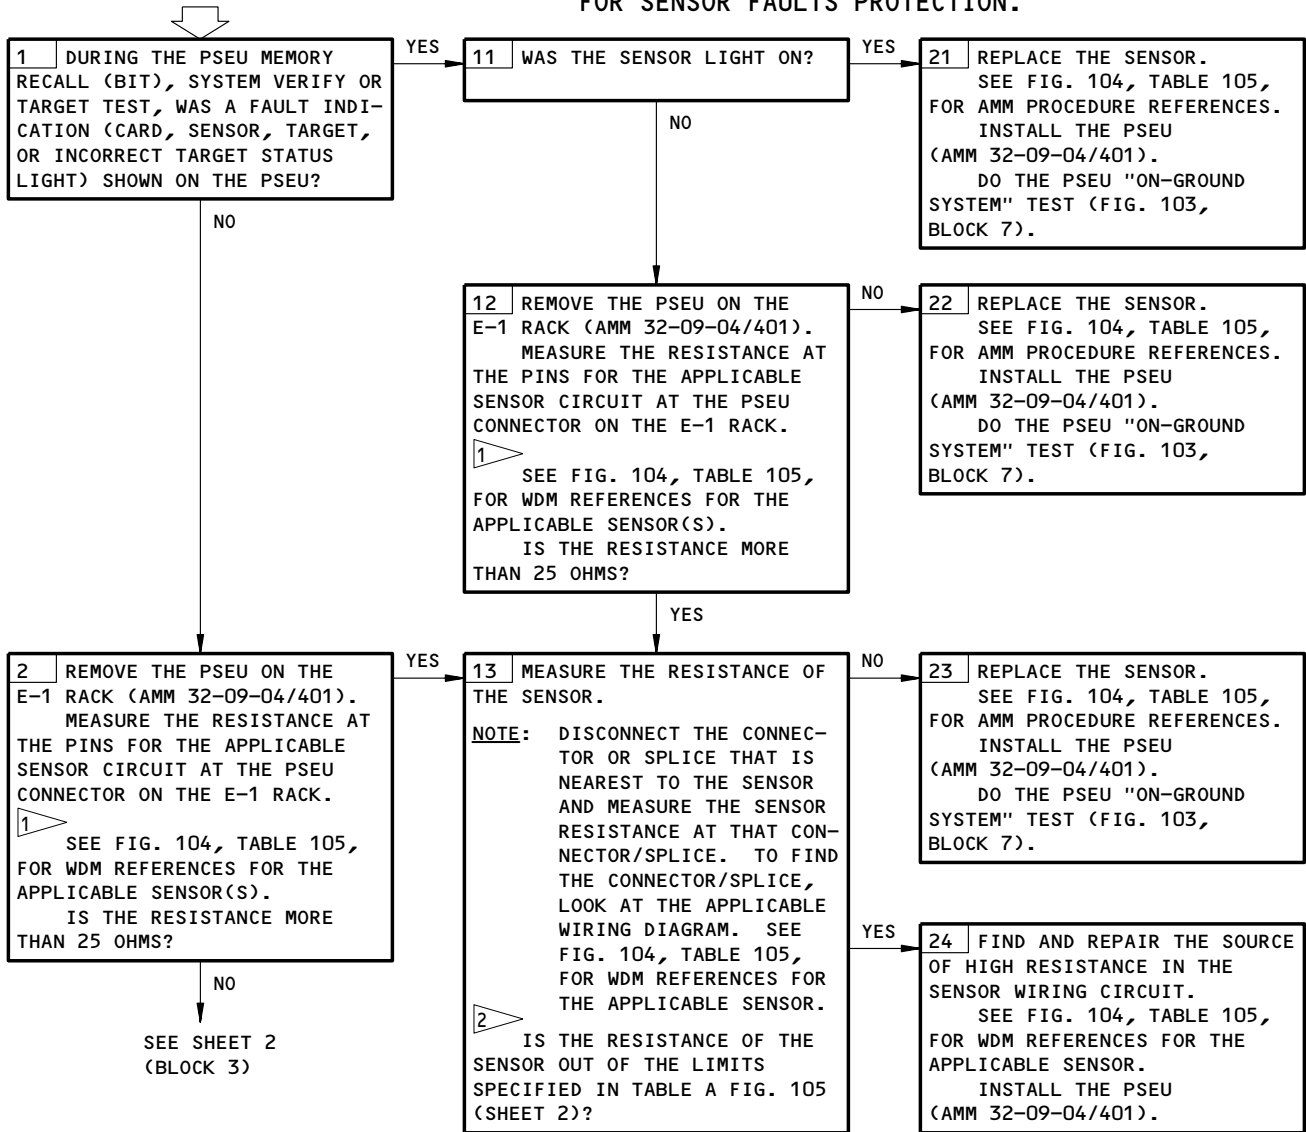 FOR SENSOR FAULTS PROTECTION.
1 DURING THE PSEU MEMORY
RECALL (BIT), SYSTEM VERIFY OR
TARGET TEST, WAS A FAULT INDI-
CATION (CARD, SENSOR, TARGET,
OR INCORRECT TARGET STATUS
LIGHT) SHOWN ON THE PSEU?
YES
11 WAS THE SENSOR LIGHT ON?
YES
21 REPLACE THE SENSOR.
SEE FIG. 104, TABLE 105,
FOR AMM PROCEDURE REFERENCES.
INSTALL THE PSEU
(AMM 32-09-04/401).
DO THE PSEU "ON-GROUND
SYSTEM" TEST (FIG. 103,
BLOCK 7).
NO
NO
12 REMOVE THE PSEU ON THE
E-1 RACK (AMM 32-09-04/401).
MEASURE THE RESISTANCE AT
THE PINS FOR THE APPLICABLE
SENSOR CIRCUIT AT THE PSEU
CONNECTOR ON THE E-1 RACK.
1
SEE FIG. 104, TABLE 105,
FOR WDM REFERENCES FOR THE
APPLICABLE SENSOR(S).
IS THE RESISTANCE MORE
THAN 25 OHMS?
NO
22 REPLACE THE SENSOR.
SEE FIG. 104, TABLE 105,
FOR AMM PROCEDURE REFERENCES.
INSTALL THE PSEU
(AMM 32-09-04/401).
DO THE PSEU "ON-GROUND
SYSTEM" TEST (FIG. 103,
BLOCK 7).
YES
2 REMOVE THE PSEU ON THE
E-1 RACK (AMM 32-09-04/401).
MEASURE THE RESISTANCE AT
THE PINS FOR THE APPLICABLE
SENSOR CIRCUIT AT THE PSEU
CONNECTOR ON THE E-1 RACK.
1
SEE FIG. 104, TABLE 105,
FOR WDM REFERENCES FOR THE
APPLICABLE SENSOR(S).
IS THE RESISTANCE MORE
THAN 25 OHMS?
YES
13 MEASURE THE RESISTANCE OF
THE SENSOR.
NOTE: DISCONNECT THE CONNEC-
TOR OR SPLICE THAT IS
NEAREST TO THE SENSOR
AND MEASURE THE SENSOR
RESISTANCE AT THAT CON-
NECTOR/SPLICE. TO FIND
THE CONNECTOR/SPLICE,
LOOK AT THE APPLICABLE
WIRING DIAGRAM. SEE
FIG. 104, TABLE 105,
FOR WDM REFERENCES FOR
THE APPLICABLE SENSOR.
2
IS THE RESISTANCE OF THE
SENSOR OUT OF THE LIMITS
SPECIFIED IN TABLE A FIG. 105
(SHEET 2)?
NO
23 REPLACE THE SENSOR.
SEE FIG. 104, TABLE 105,
FOR AMM PROCEDURE REFERENCES.
INSTALL THE PSEU
(AMM 32-09-04/401).
DO THE PSEU "ON-GROUND
SYSTEM" TEST (FIG. 103,
BLOCK 7).
YES
24 FIND AND REPAIR THE SOURCE
OF HIGH RESISTANCE IN THE
SENSOR WIRING CIRCUIT.
SEE FIG. 104, TABLE 105,
FOR WDM REFERENCES FOR THE
APPLICABLE SENSOR.
INSTALL THE PSEU
(AMM 32-09-04/401).
NO
SEE SHEET 2
(BLOCK 3)